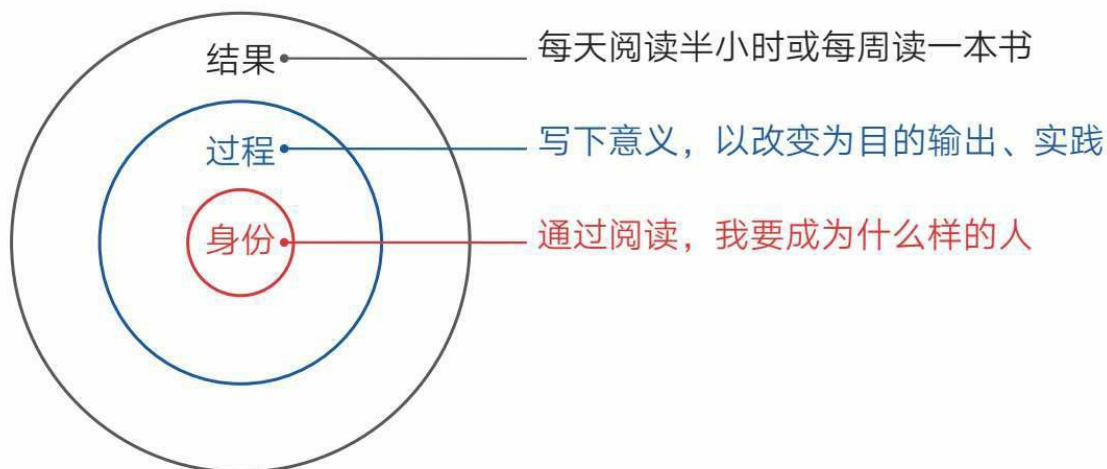 结果 每天阅读半小时或每周读一本书
过程 写下意义，以改变为目的输出、实践
身份 通过阅读，我要成为什么样的人